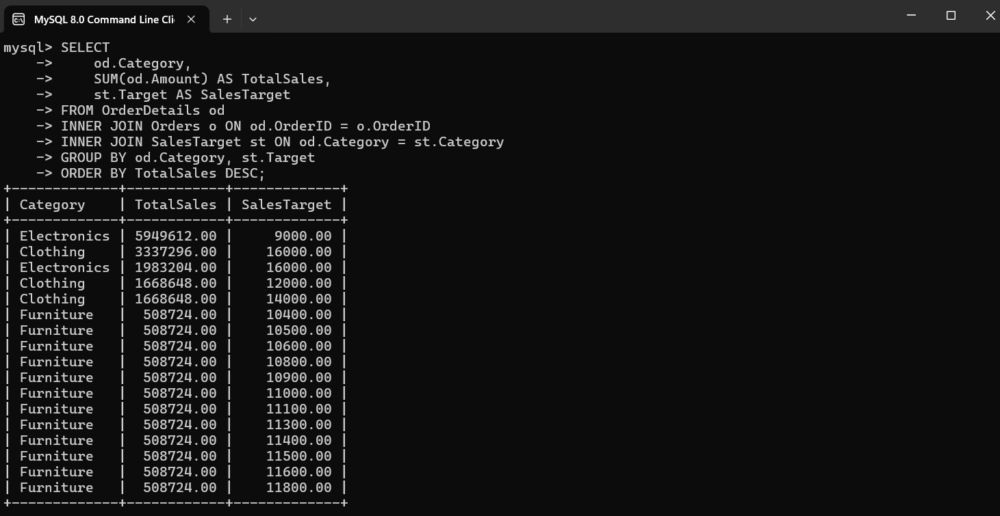 MySQL 8.0 Command Line Cli
mysql> SELECT
    ->     od.Category,
    ->     SUM(od.Amount) AS TotalSales,
    ->     st.Target AS SalesTarget
    -> FROM OrderDetails od
    -> INNER JOIN Orders o ON od.OrderID = o.OrderID
    -> INNER JOIN SalesTarget st ON od.Category = st.Category
    -> GROUP BY od.Category, st.Target
    -> ORDER BY TotalSales DESC;
+-------------+------------+-------------+
| Category    | TotalSales | SalesTarget |
+-------------+------------+-------------+
| Electronics | 5949612.00 |     9000.00 |
| Clothing    | 3337296.00 |    16000.00 |
| Electronics | 1983204.00 |    16000.00 |
| Clothing    | 1668648.00 |    12000.00 |
| Clothing    | 1668648.00 |    14000.00 |
| Furniture   |  508724.00 |    10400.00 |
| Furniture   |  508724.00 |    10500.00 |
| Furniture   |  508724.00 |    10600.00 |
| Furniture   |  508724.00 |    10800.00 |
| Furniture   |  508724.00 |    10900.00 |
| Furniture   |  508724.00 |    11000.00 |
| Furniture   |  508724.00 |    11100.00 |
| Furniture   |  508724.00 |    11300.00 |
| Furniture   |  508724.00 |    11400.00 |
| Furniture   |  508724.00 |    11500.00 |
| Furniture   |  508724.00 |    11600.00 |
| Furniture   |  508724.00 |    11800.00 |
+-------------+------------+-------------+